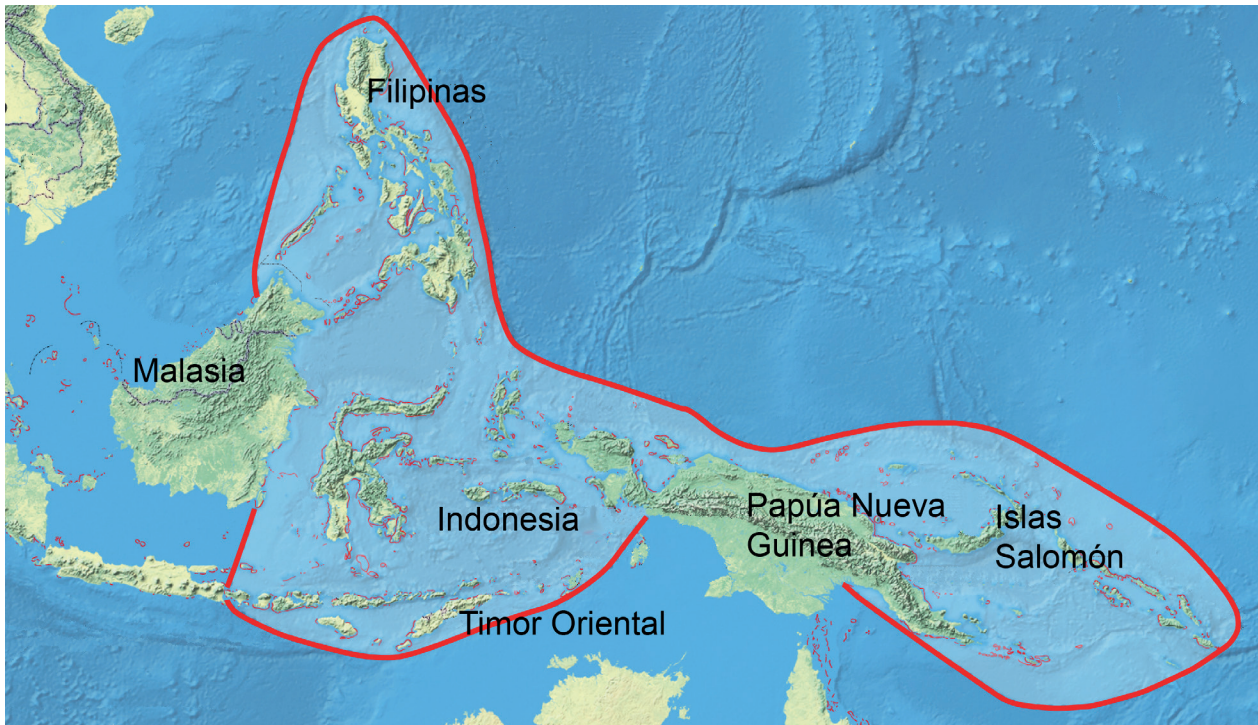 Filipinas
Malasia
Indonesia
Papúa Nueva
Guinea
Islas
Salomón
Timor Oriental